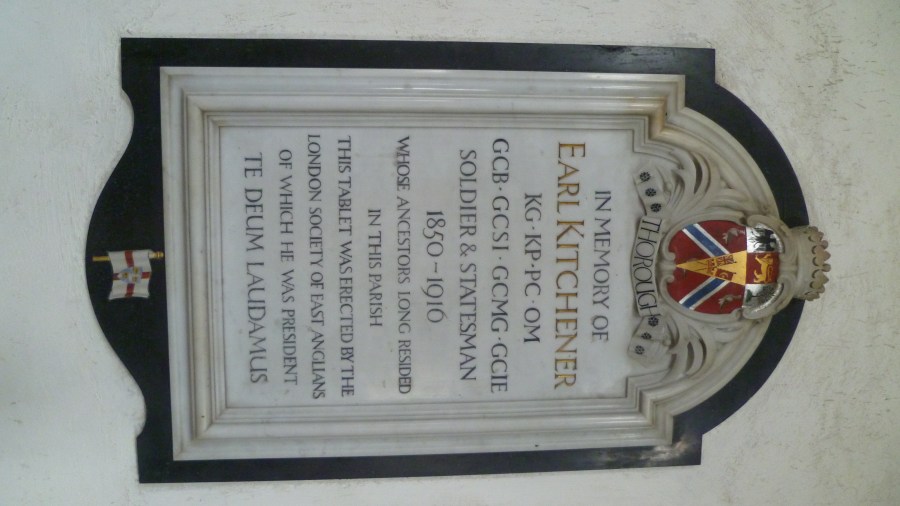 THOROUGH
IN MEMORY OF
EARL KITCHENER
KG·KP·PC·OM
GCB·GCSI·GCMG·GCIE
SOLDIER & STATESMAN
1850-1916
WHOSE ANCESTORS LONG RESIDED
IN THIS PARISH
THIS TABLET WAS ERECTED BY THE
LONDON SOCIETY OF EAST ANGLIANS
OF WHICH HE WAS PRESIDENT
TE DEUM LAUDAMUS